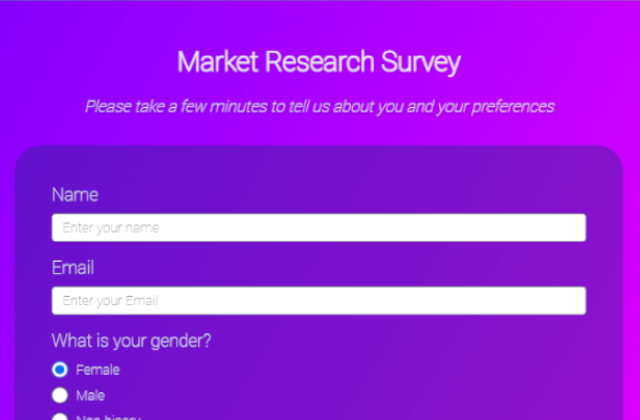 Market Research Survey
Please take a few minutes to tell us about you and your preferences
Name
Enter your name
Email
Enter your Email
What is your gender?
Female
Male